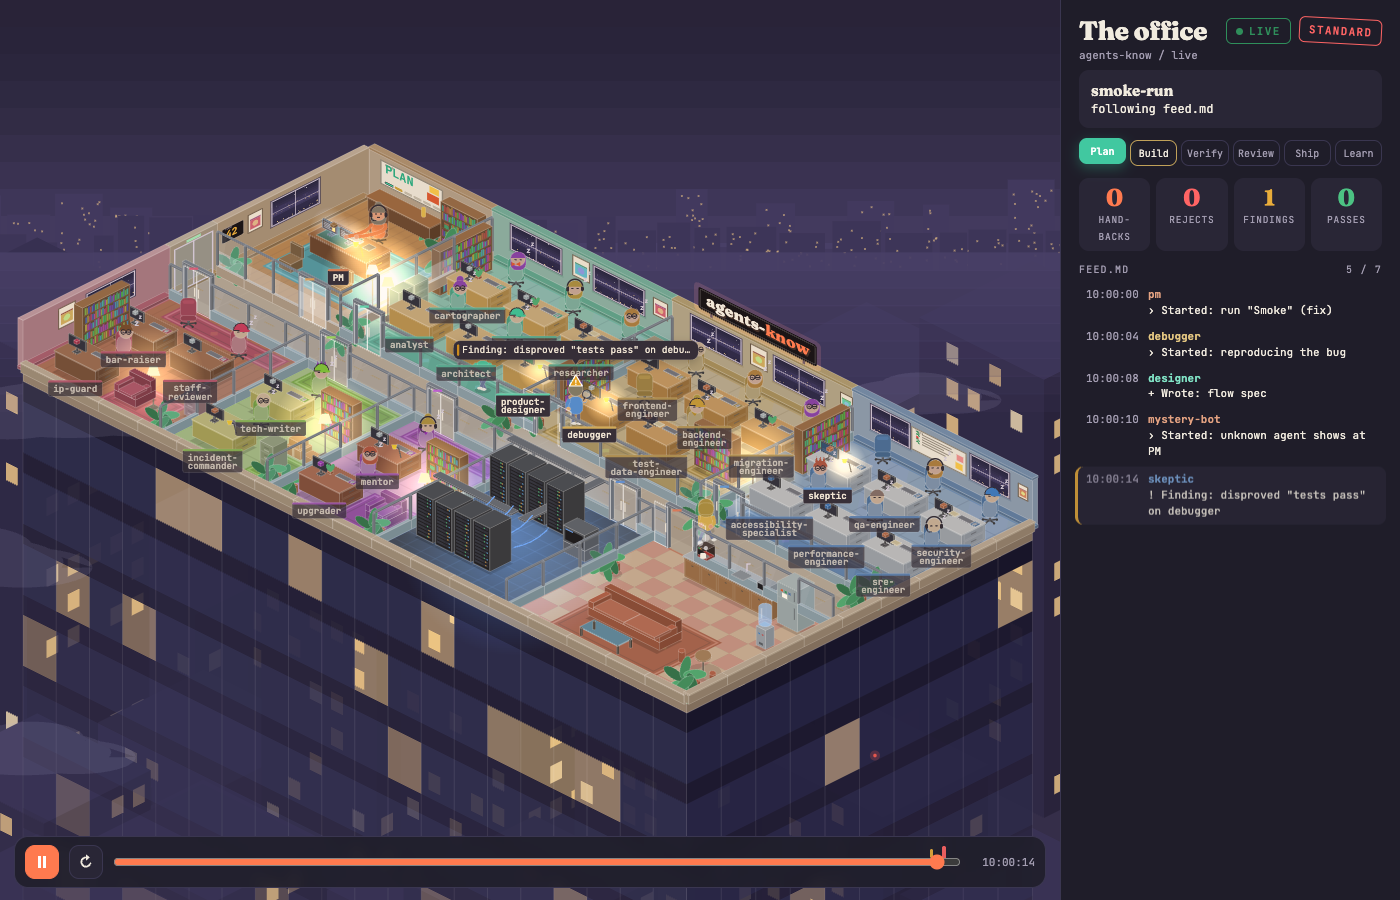 The office
LIVE
STANDARD
agents-know / live
smoke-run
following feed.md
Plan
Build
Verify
Review
Ship
Learn
0
HAND-
BACKS
0
REJECTS
1
FINDINGS
0
PASSES
FEED.MD
5 / 7
10:00:00 pm
› Started: run "Smoke" (fix)
10:00:04 debugger
› Started: reproducing the bug
10:00:08 designer
+ Wrote: flow spec
10:00:10 mystery-bot
› Started: unknown agent shows at
PM
10:00:14 skeptic
! Finding: disproved "tests pass"
on debugger
PLAN
42
PM
agents-know
cartographer
analyst
Finding: disproved "tests pass" on debu…
bar-raiser
architect
researcher
ip-guard
staff-
reviewer
product-
designer
frontend-
engineer
tech-writer
debugger
backend-
engineer
incident-
commander
test-
data-engineer
migration-
engineer
mentor
skeptic
upgrader
accessibility-
specialist
qa-engineer
performance-
engineer
security-
engineer
sre-
engineer
10:00:14